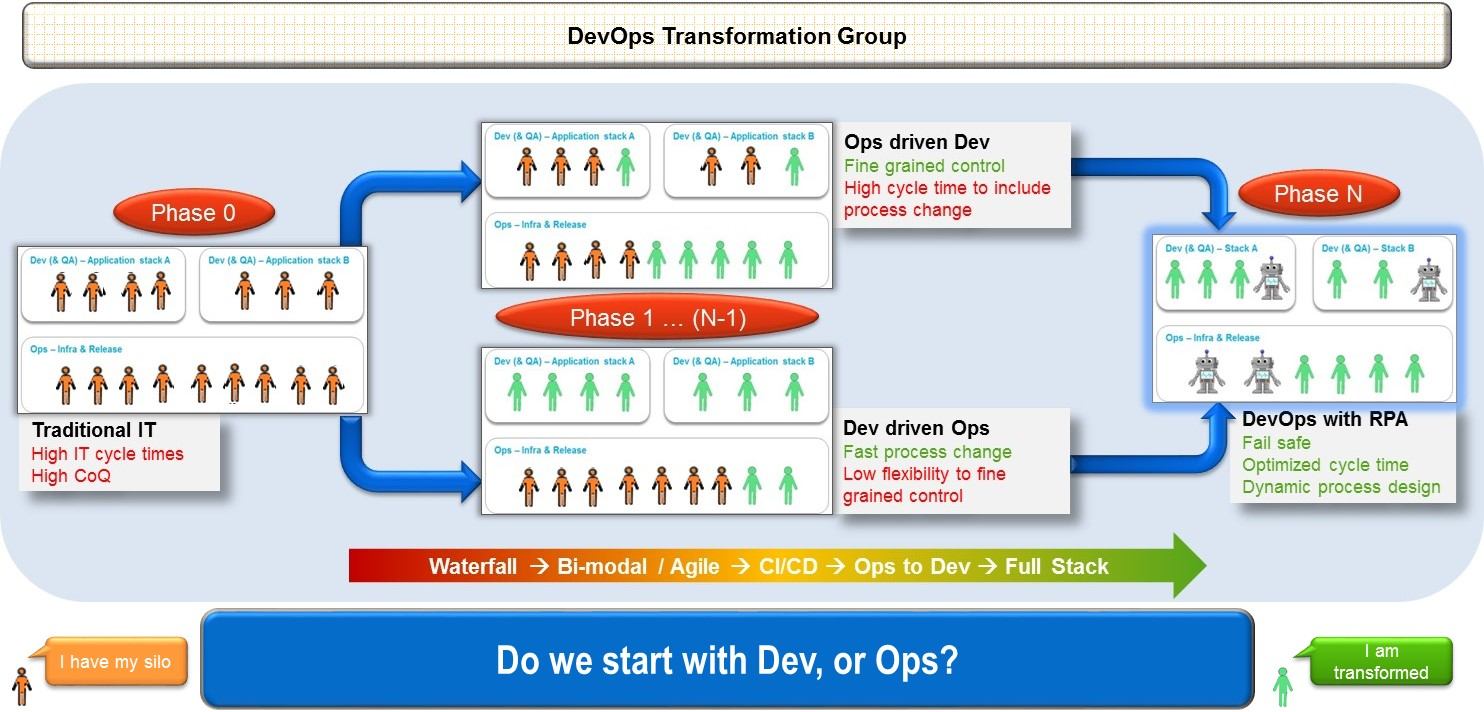 DevOps Transformation Group
Phase 0
Dev (& QA) – Application stack A
Dev (& QA) – Application stack B
Ops – Infra & Release
Traditional IT
High IT cycle times
High CoQ
Dev (& QA) – Application stack A
Dev (& QA) – Application stack B
Ops – Infra & Release
Ops driven Dev
Fine grained control
High cycle time to include
process change
Phase 1 ... (N-1)
Dev (& QA) – Application stack A
Dev (& QA) – Application stack B
Ops – Infra & Release
Dev driven Ops
Fast process change
Low flexibility to fine
grained control
Phase N
Dev (& QA) – Stack A
Dev (& QA) – Stack B
Ops – Infra & Release
DevOps with RPA
Fail safe
Optimized cycle time
Dynamic process design
Waterfall → Bi-modal / Agile → CI/CD → Ops to Dev → Full Stack
I have my silo
Do we start with Dev, or Ops?
I am
transformed